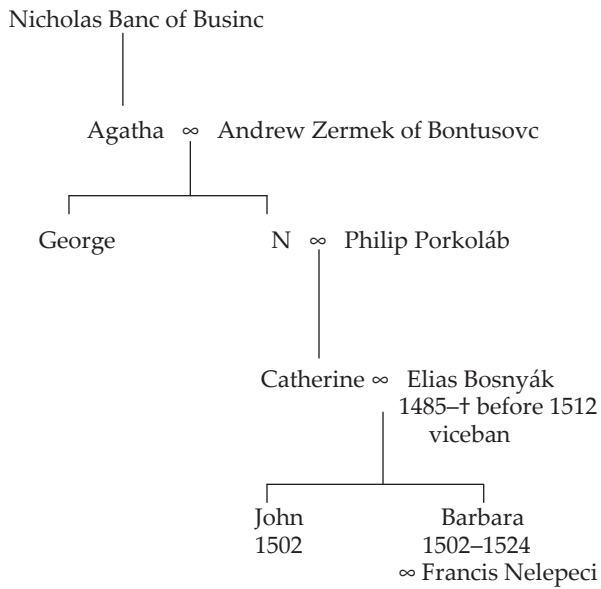 Nicholas Banc of Businc
Agatha ∞ Andrew Zermek of Bontusovc
George N ∞ Philip Porkoláb
Catherine ∞ Elias Bosnyák
1485–† before 1512
viceban
John Barbara
1502 1502–1524
∞ Francis Nelepeci